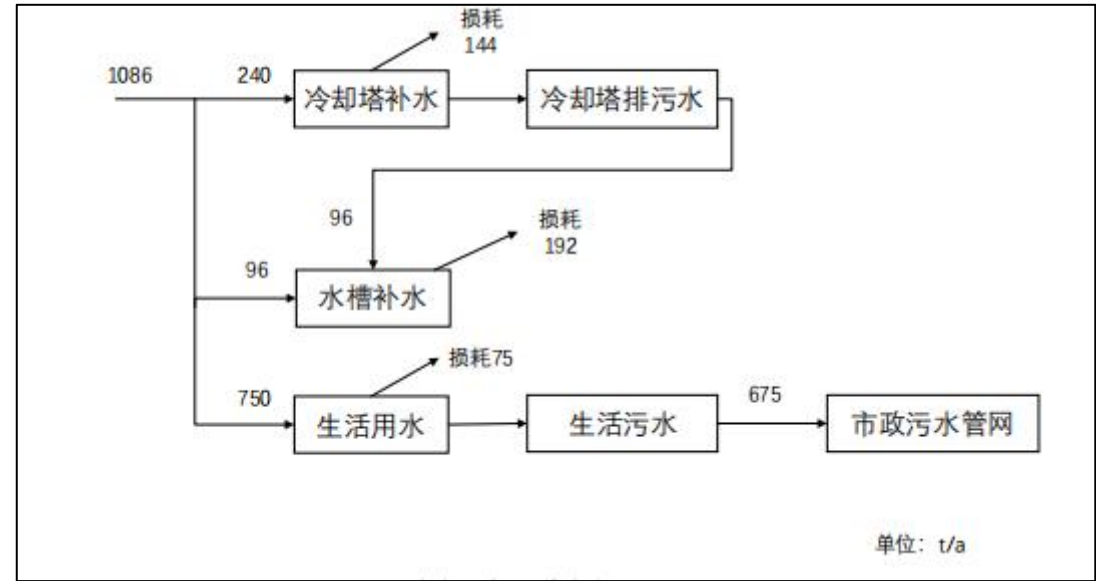 损耗
144
1086
240
冷却塔补水
冷却塔排污水
96
损耗
192
96
水槽补水
损耗75
750
生活用水
生活污水
675
市政污水管网
单位：t/a